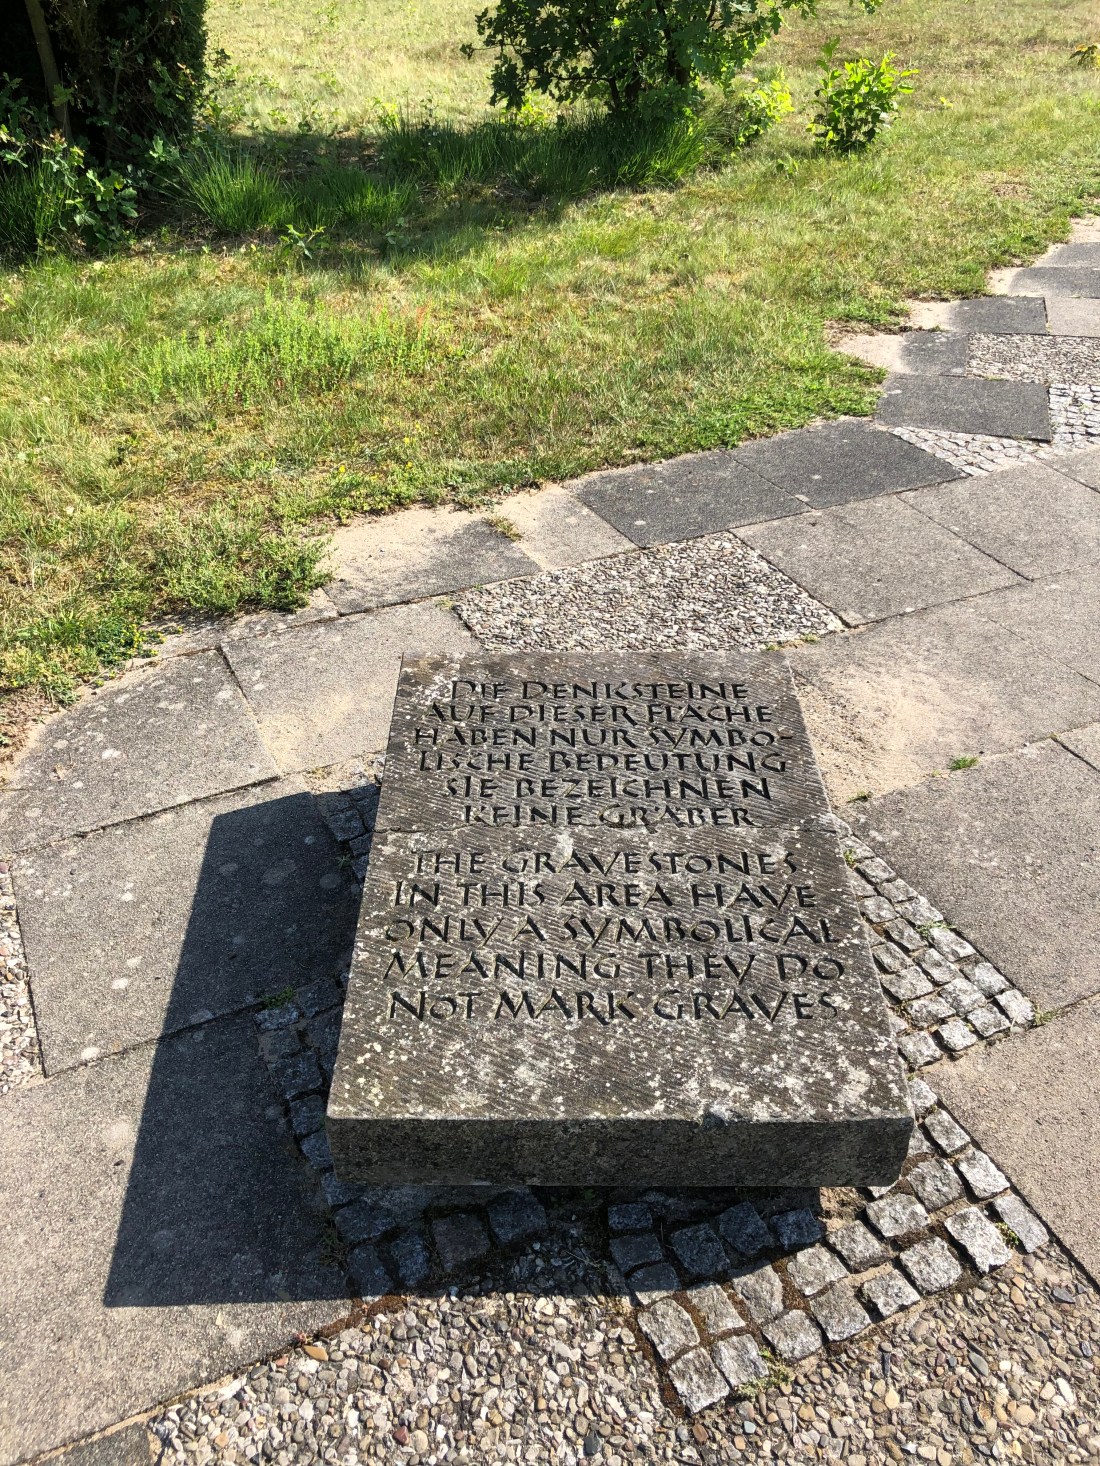 DIE DENKSTEINE
AUF DIESER FLÄCHE
HABEN NUR SYMBO-
LISCHE BEDEUTUNG
SIE BEZEICHNEN
KEINE GRÄBER
THE GRAVESTONES
IN THIS AREA HAVE
ONLY A SYMBOLICAL
MEANING THEY DO
NOT MARK GRAVES